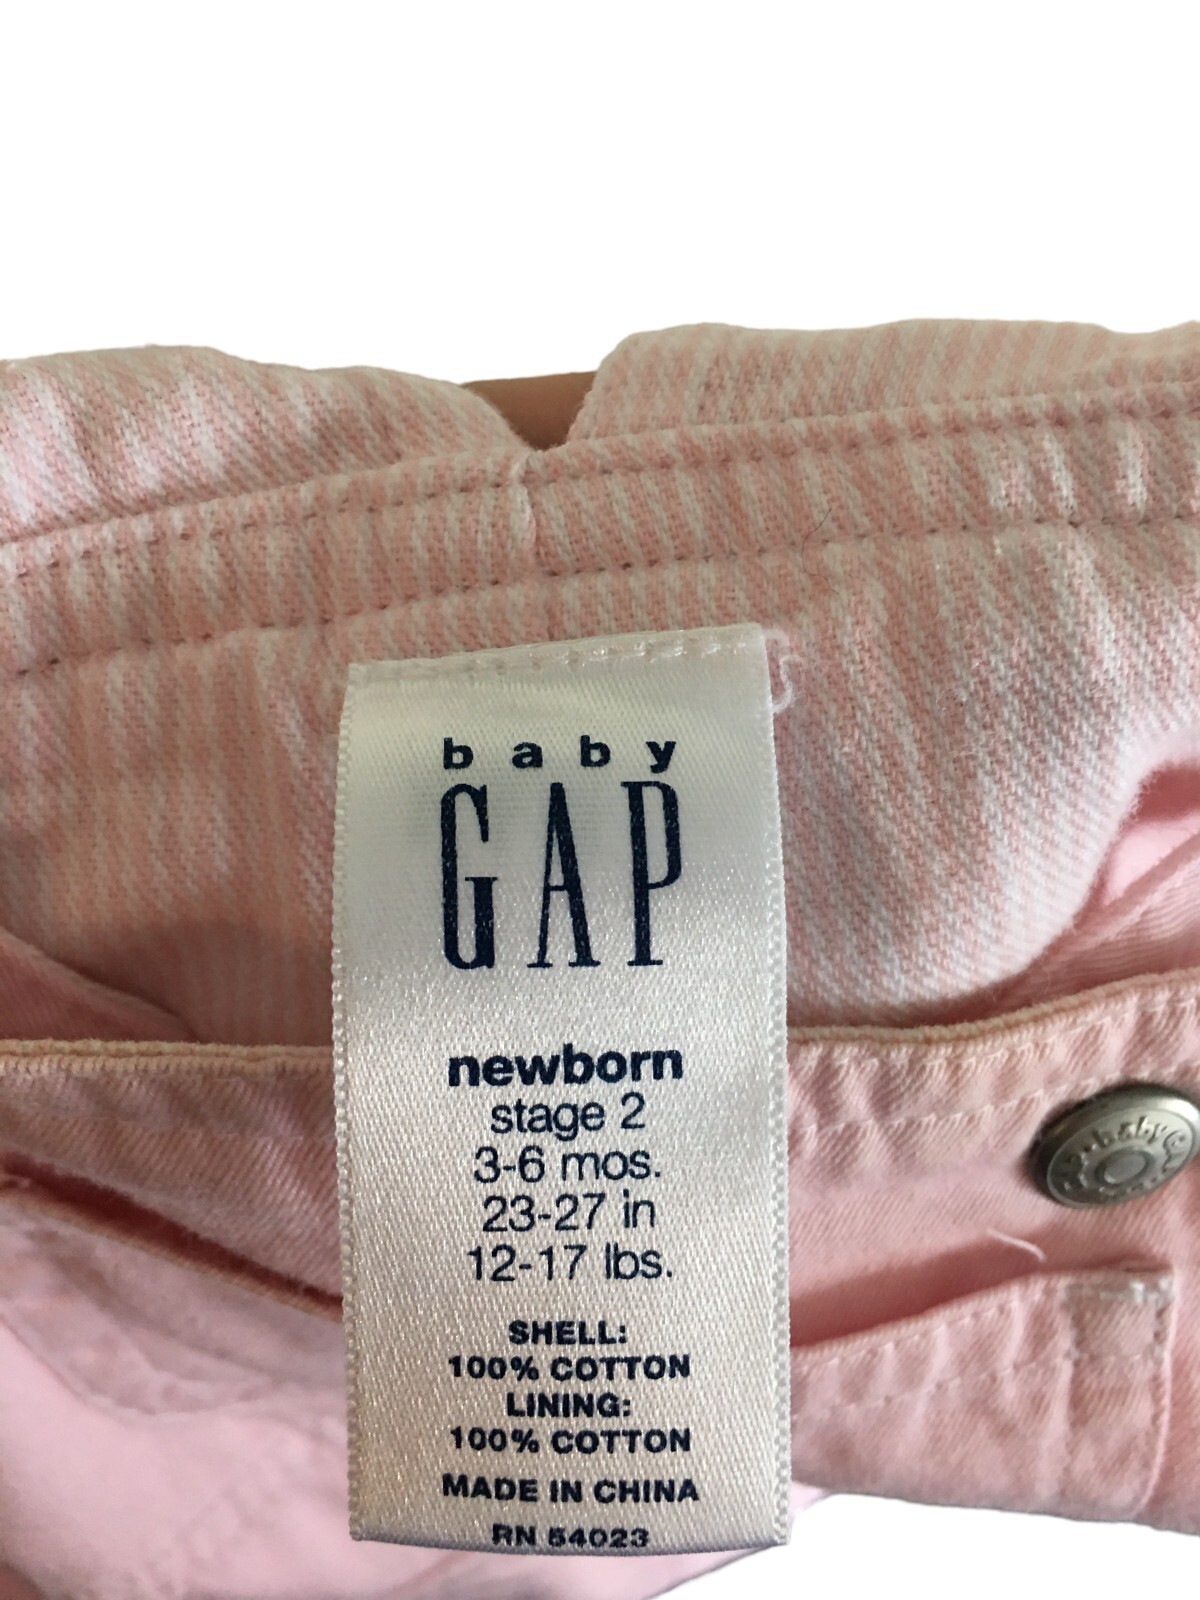 baby
GAP
newborn
stage 2
3-6 mos.
23-27 in
12-17 lbs.
SHELL:
100% COTTON
LINING:
100% COTTON
MADE IN CHINA
RN 54023
baby